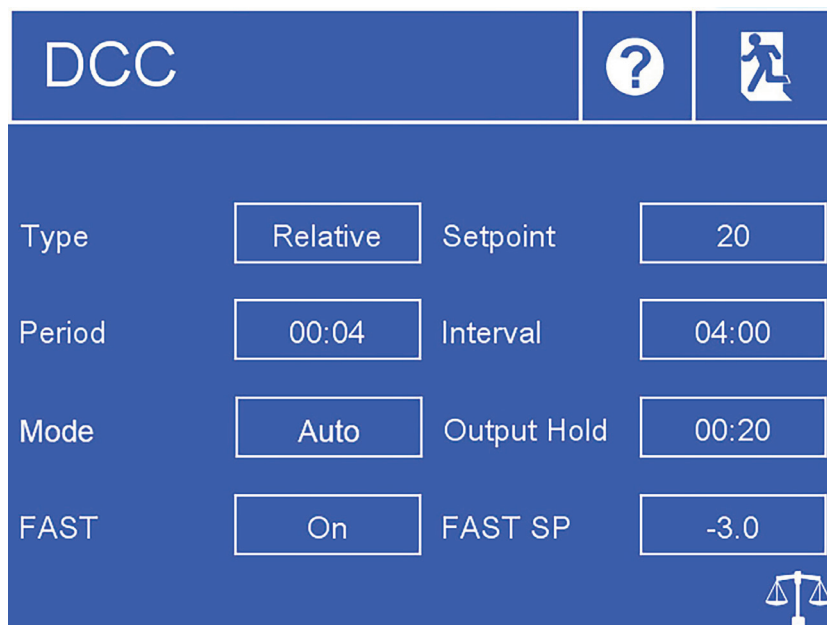 DCC ?
Type Relative Setpoint 20
Period 00:04 Interval 04:00
Mode Auto Output Hold 00:20
FAST On FAST SP -3.0